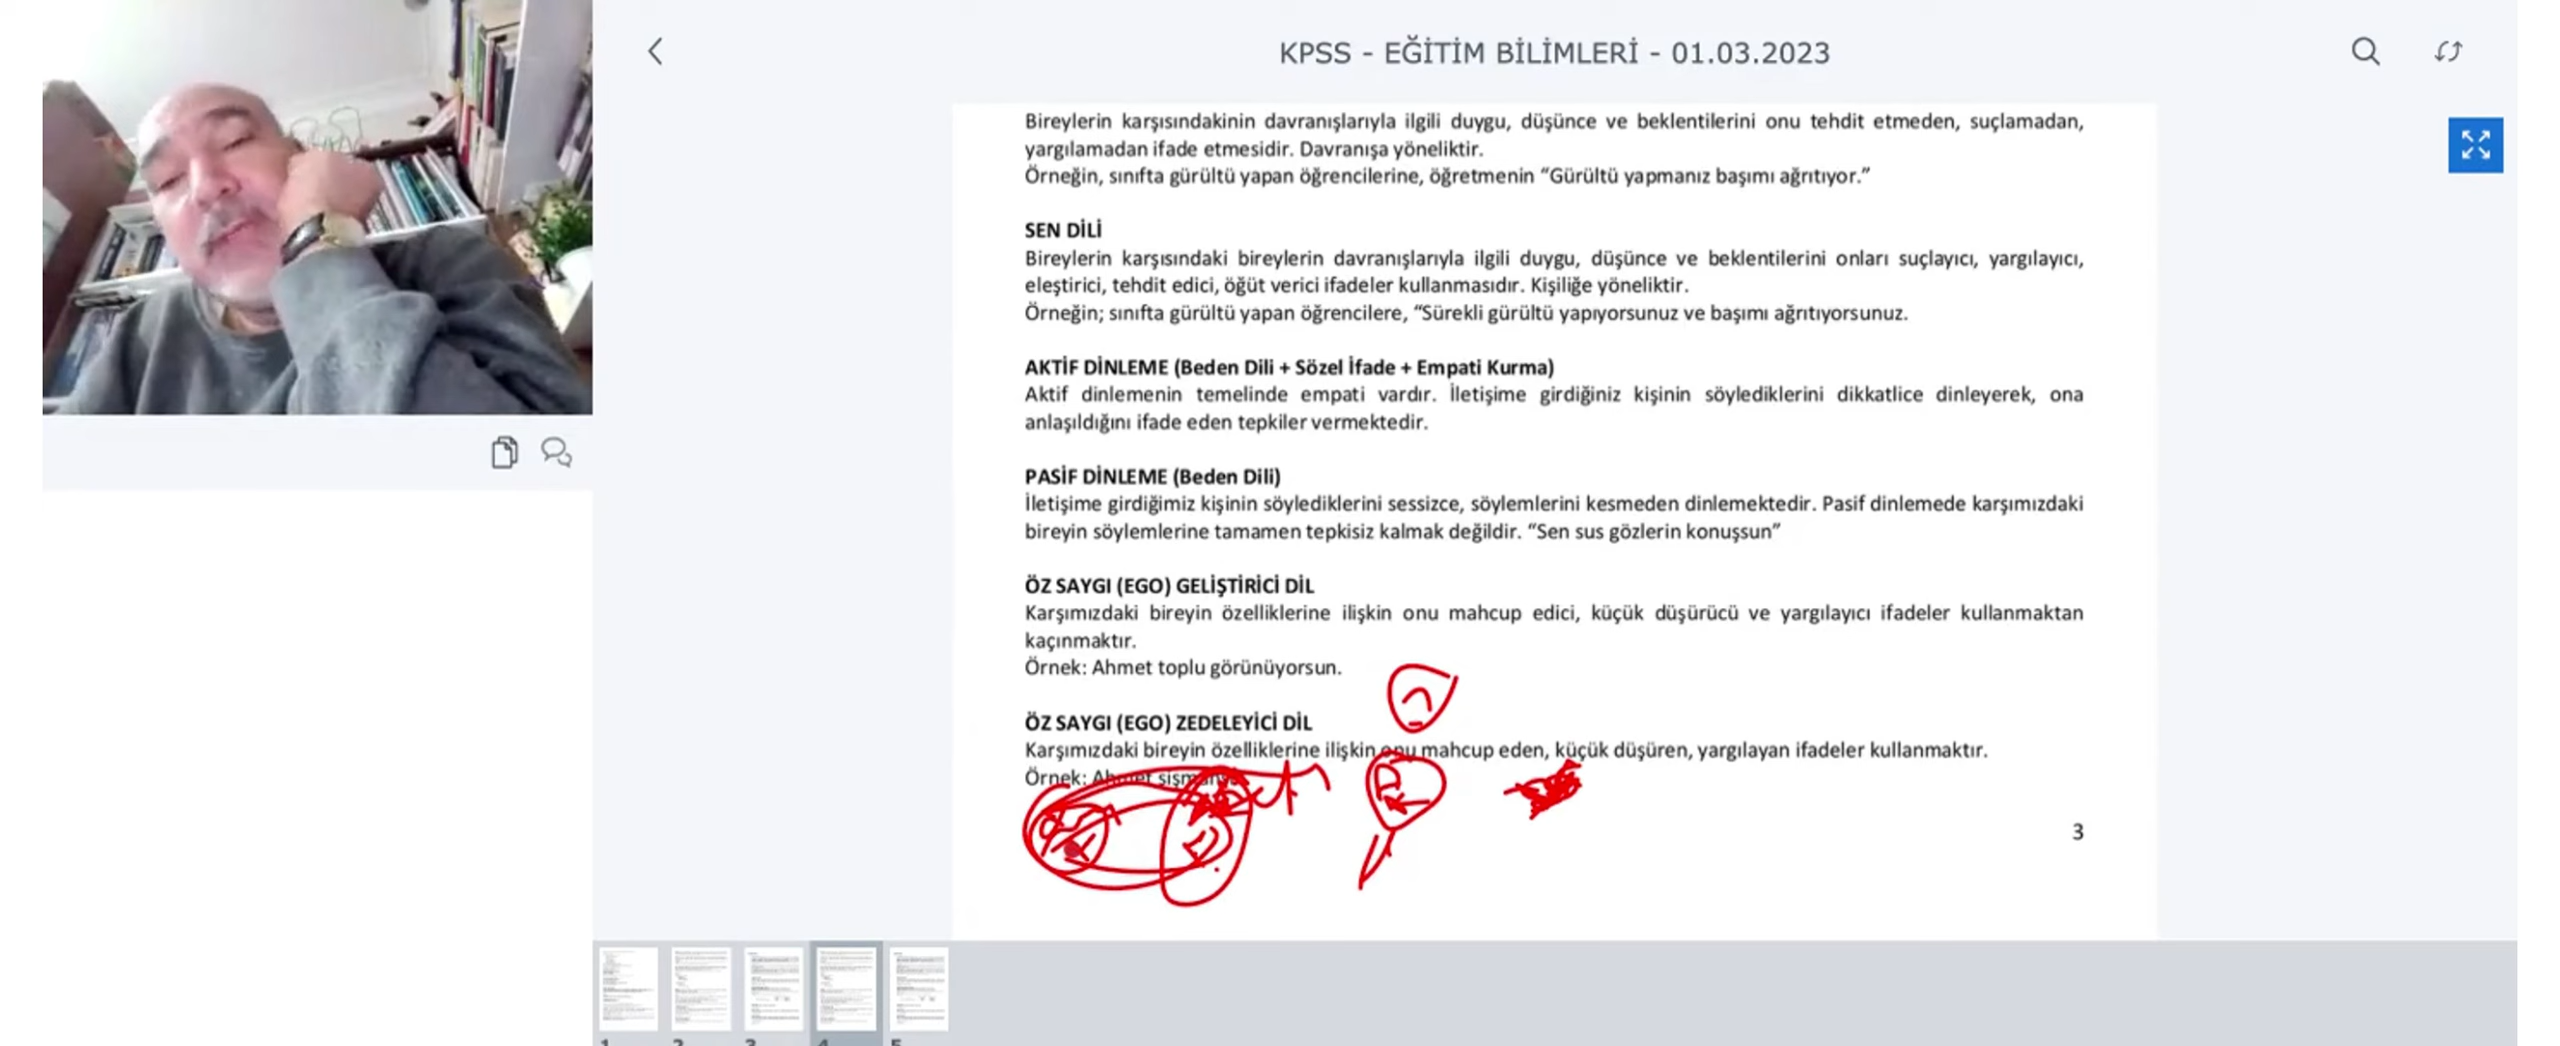 KPSS - EĞİTİM BİLİMLERİ - 01.03.2023
Bireylerin karşısındakinin davranışlarıyla ilgili duygu, düşünce ve beklentilerini onu tehdit etmeden, suçlamadan,
yargılamadan ifade etmesidir. Davranışa yöneliktir.
Örneğin, sınıfta gürültü yapan öğrencilerine, öğretmenin “Gürültü yapmanız başımı ağrıtıyor.”
SEN DİLİ
Bireylerin karşısındaki bireylerin davranışlarıyla ilgili duygu, düşünce ve beklentilerini onları suçlayıcı, yargılayıcı,
eleştirici, tehdit edici, öğüt verici ifadeler kullanmasıdır. Kişiliğe yöneliktir.
Örneğin; sınıfta gürültü yapan öğrencilere, “Sürekli gürültü yapıyorsunuz ve başımı ağrıtıyorsunuz.
AKTİF DİNLEME (Beden Dili + Sözel İfade + Empati Kurma)
Aktif dinlemenin temelinde empati vardır. İletişime girdiğiniz kişinin söylediklerini dikkatlice dinleyerek, ona
anlaşıldığını ifade eden tepkiler vermektedir.
PASİF DİNLEME (Beden Dili)
İletişime girdiğimiz kişinin söylediklerini sessizce, söylemlerini kesmeden dinlemektedir. Pasif dinlemede karşımızdaki
bireyin söylemlerine tamamen tepkisiz kalmak değildir. “Sen sus gözlerin konuşsun”
ÖZ SAYGI (EGO) GELİŞTİRİCİ DİL
Karşımızdaki bireyin özelliklerine ilişkin onu mahcup edici, küçük düşürücü ve yargılayıcı ifadeler kullanmaktan
kaçınmaktır.
Örnek: Ahmet toplu görünüyorsun.
ÖZ SAYGI (EGO) ZEDELEYİCİ DİL
Karşımızdaki bireyin özelliklerine ilişkin onu mahcup eden, küçük düşüren, yargılayan ifadeler kullanmaktır.
Örnek: Ahmet
3
1 2 3 4 5